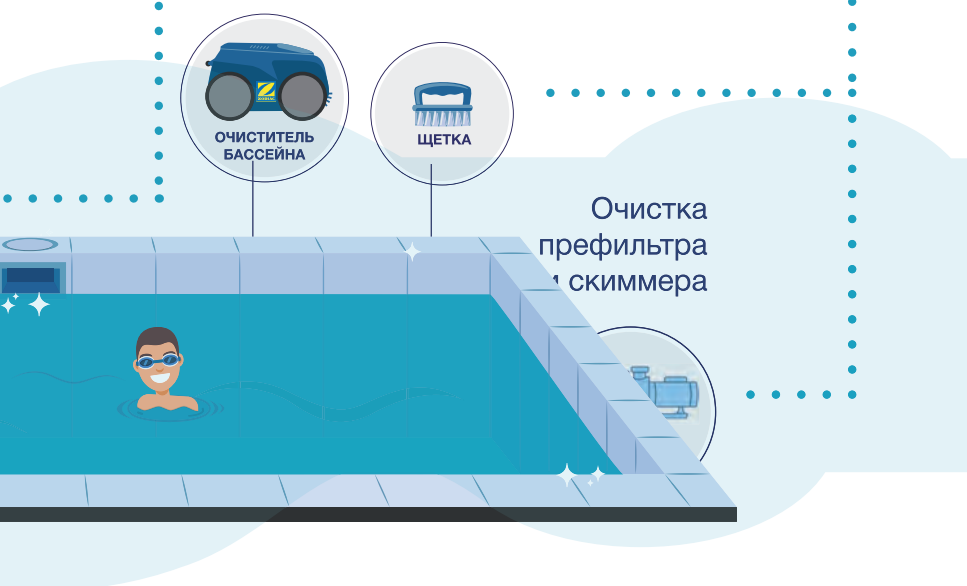 ОЧИСТИТЕЛЬ
БАССЕЙНА
ЩЕТКА
Очистка
префильтра
и скиммера